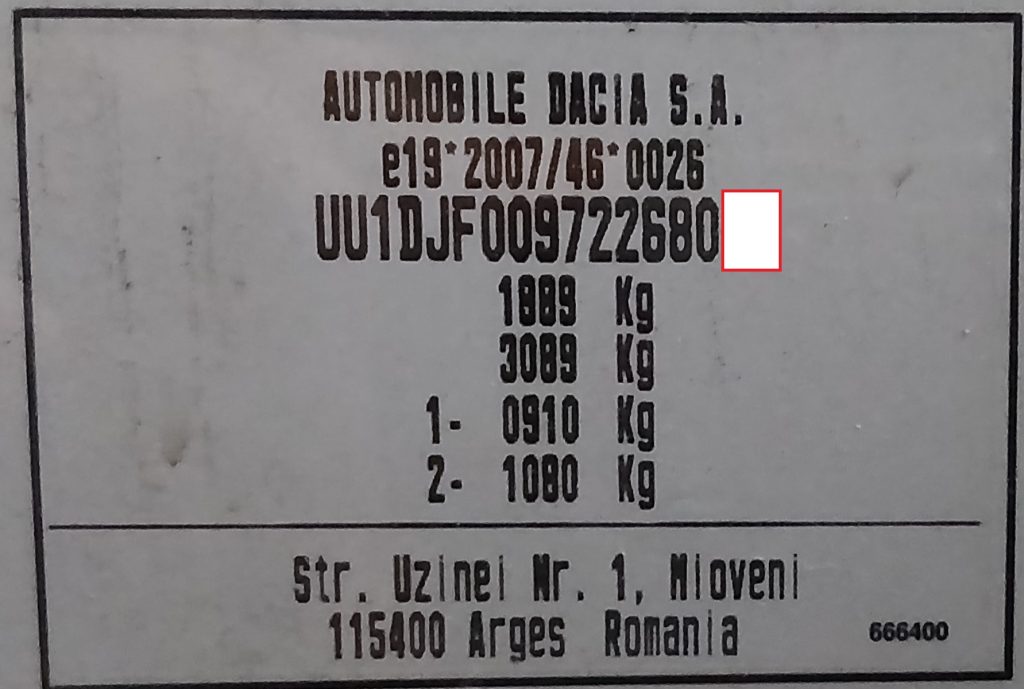 AUTOMOBILE DACIA S.A.
e19*2007/46*0026
UU1DJF009722680
1889 Kg
3089 Kg
1- 0910 Kg
2- 1080 Kg
Str. Uzinei Nr. 1, Mioveni
115400 Arges Romania
666400